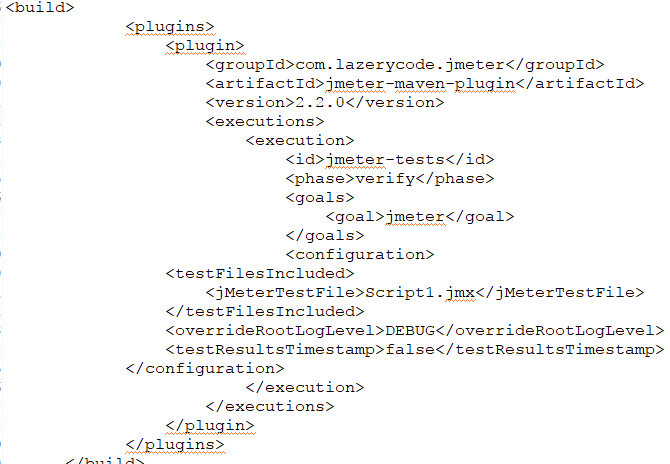 <build>
<plugins>
<plugin>
<groupId>com.lazerycode.jmeter</groupId>
<artifactId>jmeter-maven-plugin</artifactId>
<version>2.2.0</version>
<executions>
<execution>
<id>jmeter-tests</id>
<phase>verify</phase>
<goals>
<goal>jmeter</goal>
</goals>
<configuration>
<testFilesIncluded>
<jMeterTestFile>Script1.jmx</jMeterTestFile>
</testFilesIncluded>
<overrideRootLogLevel>DEBUG</overrideRootLogLevel>
<testResultsTimestamp>false</testResultsTimestamp>
</configuration>
</execution>
</executions>
</plugin>
</plugins>
</build>